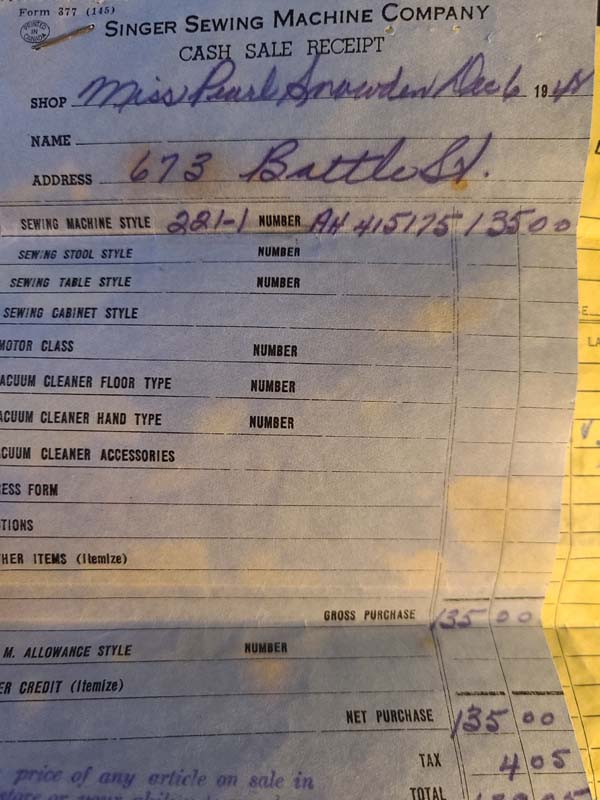 Form 377 (145)
PRINTED IN CANADA
SINGER SEWING MACHINE COMPANY
CASH SALE RECEIPT
SHOP Miss Pearl Snowden Dec 6 1948
NAME
ADDRESS 673 Battle St.
SEWING MACHINE STYLE 221-1 NUMBER AH 415175 135 00
SEWING STOOL STYLE NUMBER
SEWING TABLE STYLE NUMBER
SEWING CABINET STYLE
MOTOR CLASS NUMBER
ACUUM CLEANER FLOOR TYPE NUMBER
ACUUM CLEANER HAND TYPE NUMBER
CUUM CLEANER ACCESSORIES
ESS FORM
TIONS
HER ITEMS (Itemize)
GROSS PURCHASE 135 00
M. ALLOWANCE STYLE NUMBER
ER CREDIT (Itemize)
NET PURCHASE 135 00
TAX 4 05
price of any article on sale in
TOTAL